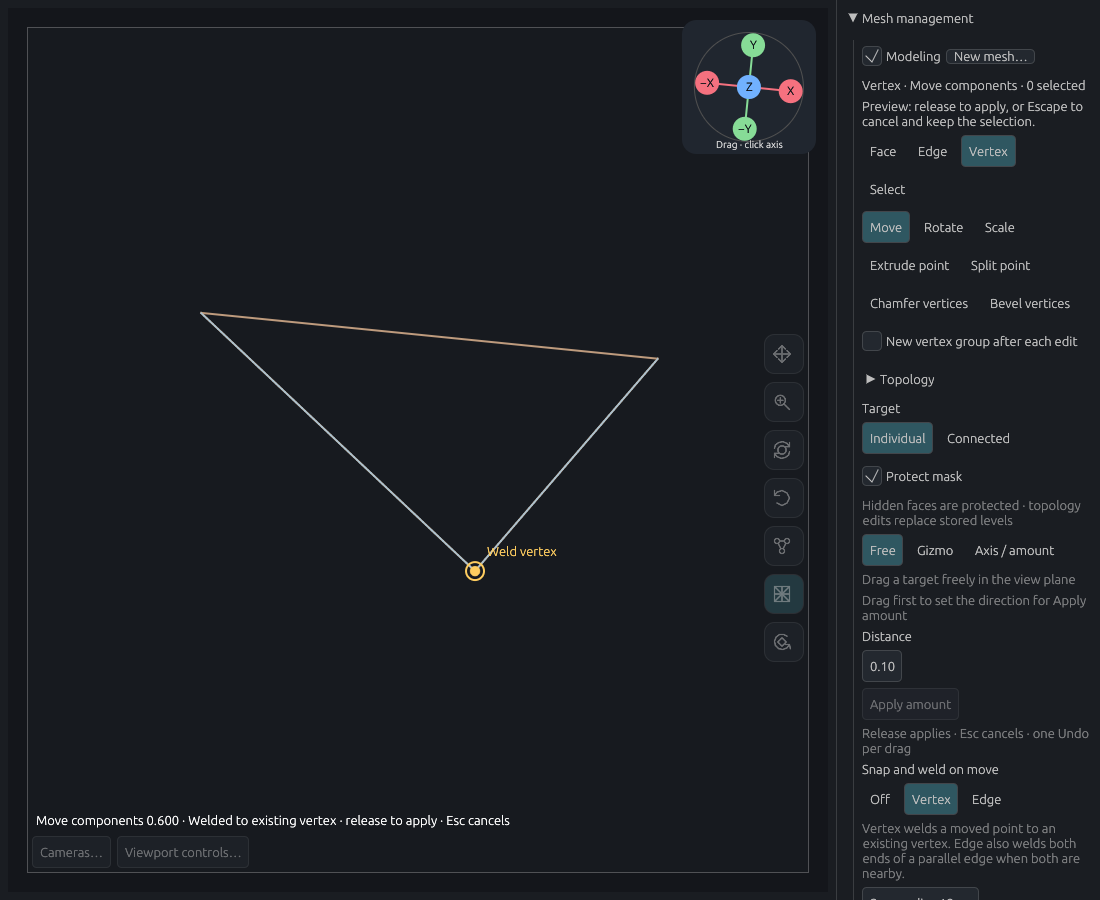 Mesh management
Modeling New mesh...
Vertex · Move components · 0 selected
Preview: release to apply, or Escape to
cancel and keep the selection.
Face Edge Vertex
Select
Move Rotate Scale
Extrude point Split point
Chamfer vertices Bevel vertices
New vertex group after each edit
Topology
Target
Individual Connected
Protect mask
Hidden faces are protected · topology
edits replace stored levels
Free Gizmo Axis / amount
Drag a target freely in the view plane
Drag first to set the direction for Apply
amount
Distance
0.10
Apply amount
Release applies · Esc cancels · one Undo
per drag
Snap and weld on move
Off Vertex Edge
Vertex welds a moved point to an
existing vertex. Edge also welds both
ends of a parallel edge when both are
nearby.
Y
−X Z X
−Y
Drag · click axis
Weld vertex
Move components 0.600 · Welded to existing vertex · release to apply · Esc cancels
Cameras... Viewport controls...